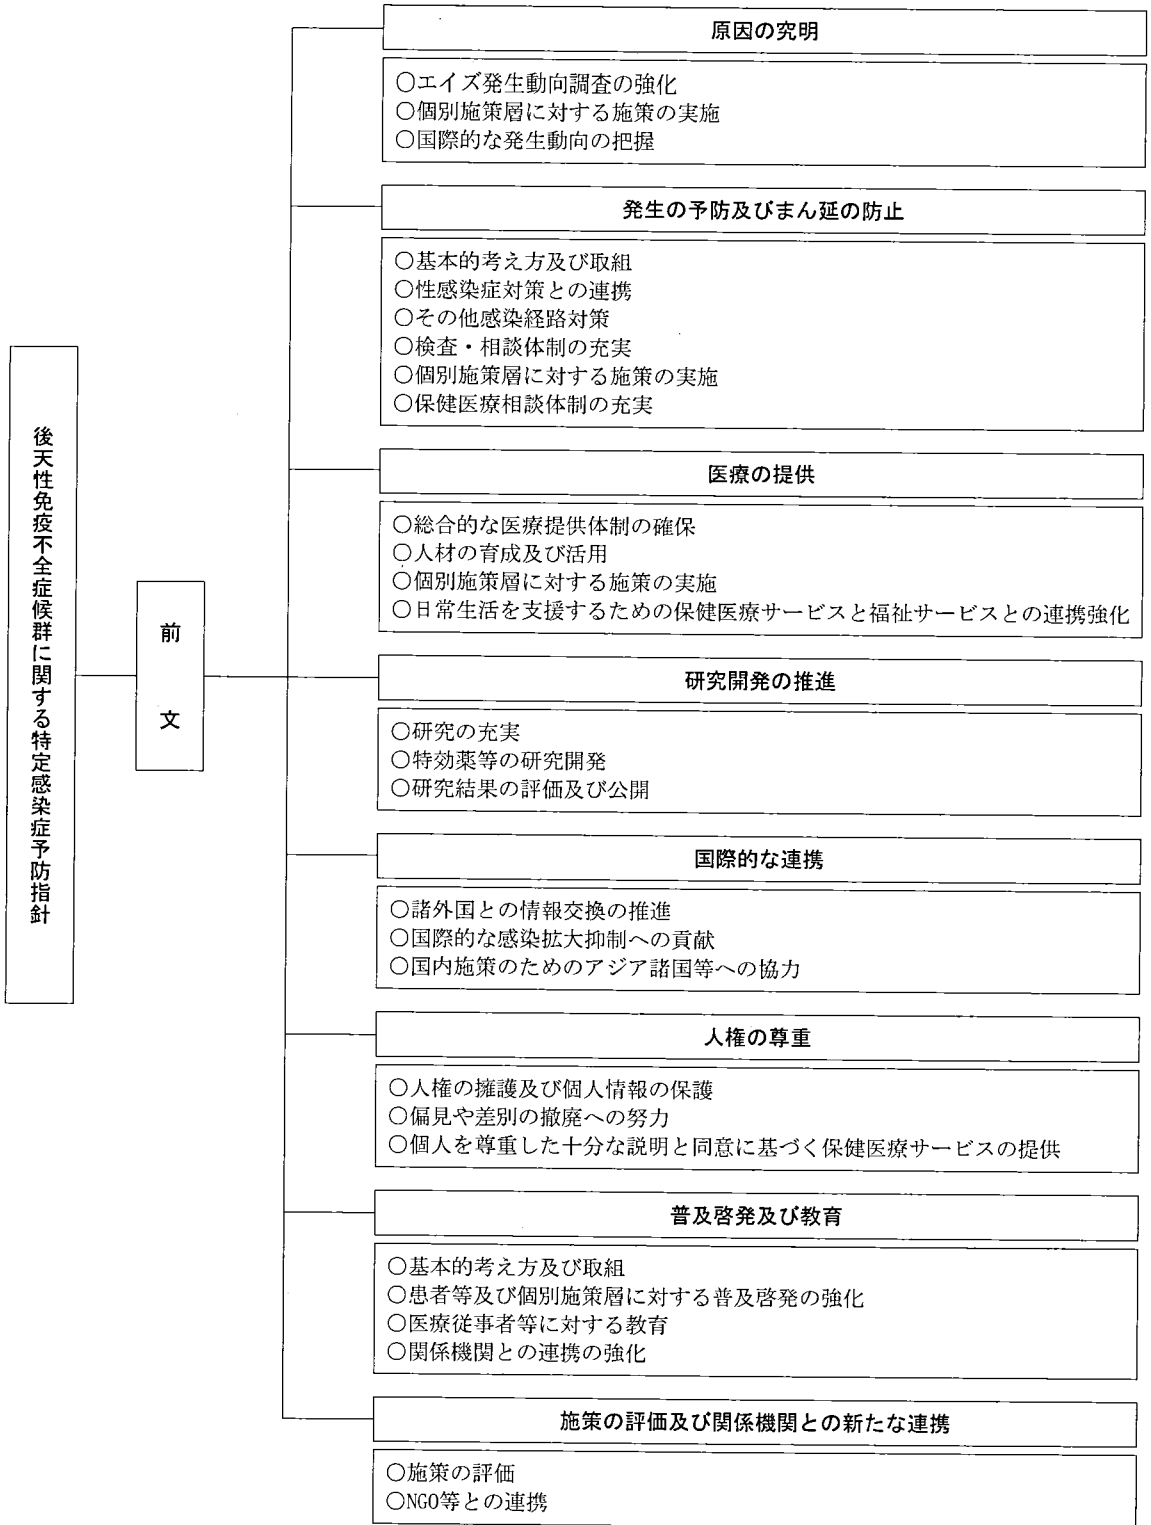 後天性免疫不全症候群に関する特定感染症予防指針
前文
原因の究明
○エイズ発生動向調査の強化
○個別施策層に対する施策の実施
○国際的な発生動向の把握
発生の予防及びまん延の防止
○基本的考え方及び取組
○性感染症対策との連携
○その他感染経路対策
○検査・相談体制の充実
○個別施策層に対する施策の実施
○保健医療相談体制の充実
医療の提供
○総合的な医療提供体制の確保
○人材の育成及び活用
○個別施策層に対する施策の実施
○日常生活を支援するための保健医療サービスと福祉サービスとの連携強化
研究開発の推進
○研究の充実
○特効薬等の研究開発
○研究結果の評価及び公開
国際的な連携
○諸外国との情報交換の推進
○国際的な感染拡大抑制への貢献
○国内施策のためのアジア諸国等への協力
人権の尊重
○人権の擁護及び個人情報の保護
○偏見や差別の撤廃への努力
○個人を尊重した十分な説明と同意に基づく保健医療サービスの提供
普及啓発及び教育
○基本的考え方及び取組
○患者等及び個別施策層に対する普及啓発の強化
○医療従事者等に対する教育
○関係機関との連携の強化
施策の評価及び関係機関との新たな連携
○施策の評価
○NGO等との連携